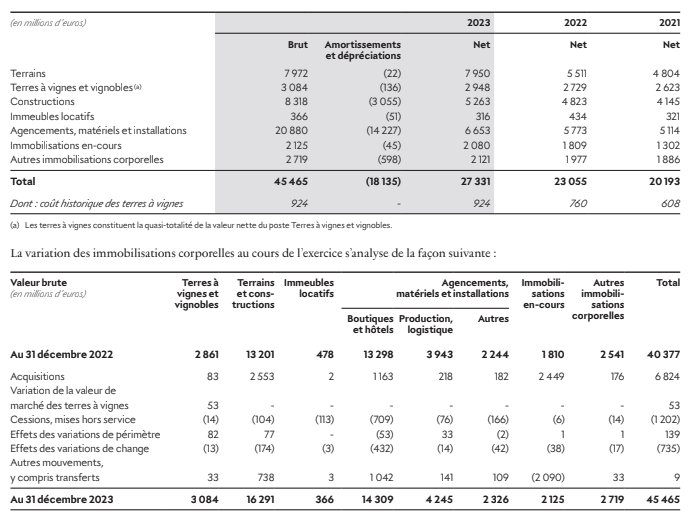 (en millions d'euros) 2023 2022 2021
Brut Amortissements et dépréciations Net Net Net
Terrains 7 972 (22) 7 950 5 511 4 804
Terres à vignes et vignobles (a) 3 084 (136) 2 948 2 729 2 623
Constructions 8 318 (3 055) 5 263 4 823 4 145
Immeubles locatifs 366 (51) 316 434 321
Agencements, matériels et installations 20 880 (14 227) 6 653 5 773 5 114
Immobilisations en-cours 2 125 (45) 2 080 1 809 1 302
Autres immobilisations corporelles 2 719 (598) 2 121 1 977 1 886
Total 45 465 (18 135) 27 331 23 055 20 193
Dont : coût historique des terres à vignes 924 - 924 760 608
(a) Les terres à vignes constituent la quasi-totalité de la valeur nette du poste Terres à vignes et vignobles.
La variation des immobilisations corporelles au cours de l'exercice s'analyse de la façon suivante :
Valeur brute Terres à Terrains Immeubles Agencements, Immobili- Autres Total
(en millions d'euros) vignes et et cons- locatifs matériels et installations sations immobili-
vignobles tructions en-cours sations
corporelles
Boutiques Production, Autres
et hôtels logistique
Au 31 décembre 2022 2 861 13 201 478 13 298 3 943 2 244 1 810 2 541 40 377
Acquisitions 83 2 553 2 1 163 218 182 2 449 176 6 824
Variation de la valeur de
marché des terres à vignes 53 - - - - - - - 53
Cessions, mises hors service (14) (104) (113) (709) (76) (166) (6) (14) (1 202)
Effets des variations de périmètre 82 77 - (53) 33 (2) 1 1 139
Effets des variations de change (13) (174) (3) (432) (14) (42) (38) (17) (735)
Autres mouvements,
y compris transferts 33 738 3 1 042 141 109 (2 090) 33 9
Au 31 décembre 2023 3 084 16 291 366 14 309 4 245 2 326 2 125 2 719 45 465